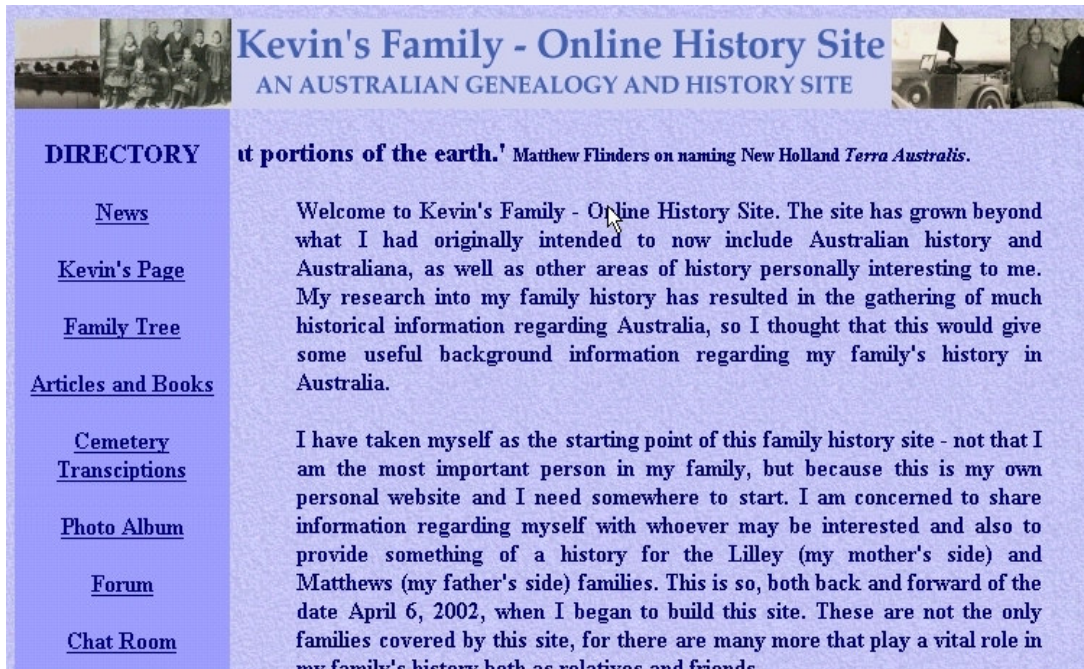 Kevin's Family - Online History Site
AN AUSTRALIAN GENEALOGY AND HISTORY SITE
DIRECTORY
News
Kevin's Page
Family Tree
Articles and Books
Cemetery
Transciptions
Photo Album
Forum
Chat Room
portions of the earth.' Matthew Flinders on naming New Holland Terra Australis.
Welcome to Kevin's Family - Online History Site. The site has grown beyond
what I had originally intended to now include Australian history and
Australiana, as well as other areas of history personally interesting to me.
My research into my family history has resulted in the gathering of much
historical information regarding Australia, so I thought that this would give
some useful background information regarding my family's history in
Australia.
I have taken myself as the starting point of this family history site - not that I
am the most important person in my family, but because this is my own
personal website and I need somewhere to start. I am concerned to share
information regarding myself with whoever may be interested and also to
provide something of a history for the Lilley (my mother's side) and
Matthews (my father's side) families. This is so, both back and forward of the
date April 6, 2002, when I began to build this site. These are not the only
families covered by this site, for there are many more that play a vital role in
my family's history both as relatives and friends